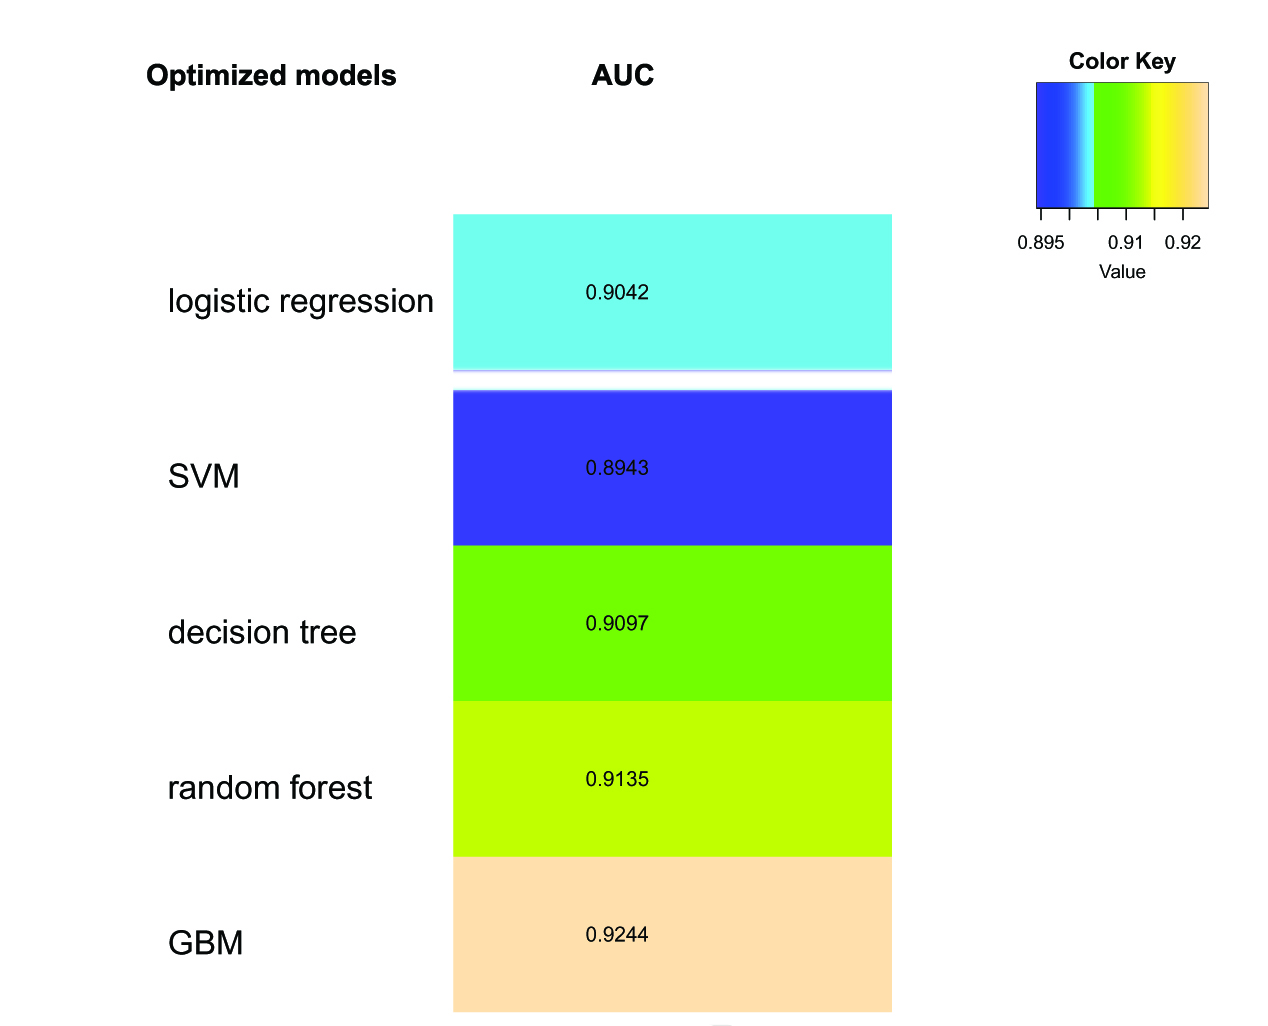 Optimized models AUC
Color Key
0.895 0.91 0.92
Value
logistic regression 0.9042
SVM 0.8943
decision tree 0.9097
random forest 0.9135
GBM 0.9244